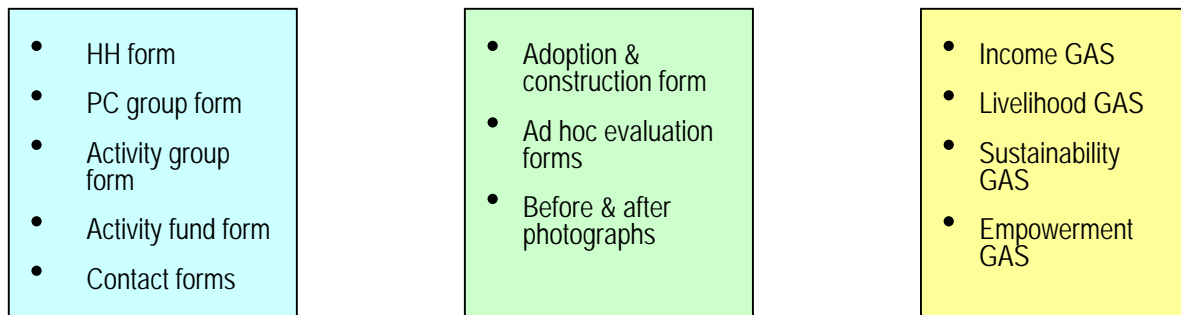 • HH form
• PC group form
• Activity group
form
• Activity fund form
• Contact forms
• Adoption &
construction form
• Ad hoc evaluation
forms
• Before & after
photographs
• Income GAS
• Livelihood GAS
• Sustainability
GAS
• Empowerment
GAS